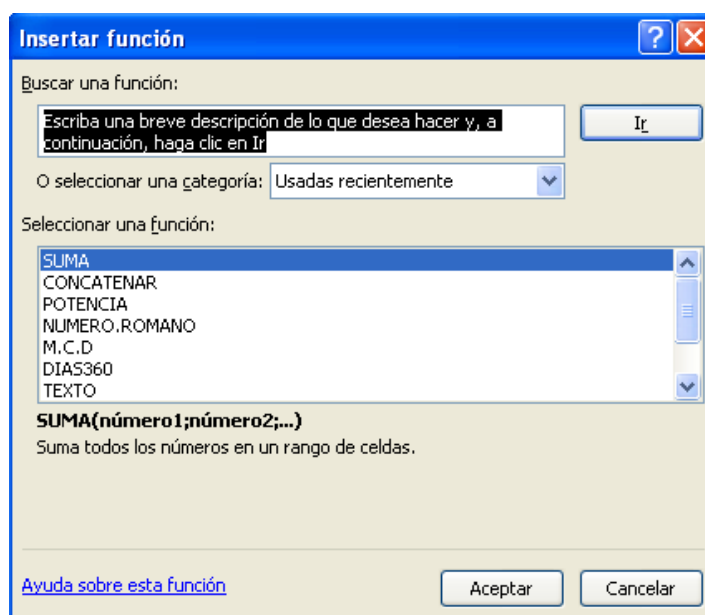 Insertar función
Buscar una función:
Escriba una breve descripción de lo que desea hacer y, a
continuación, haga clic en Ir
Ir
O seleccionar una categoría: Usadas recientemente
Seleccionar una función:
SUMA
CONCATENAR
POTENCIA
NUMERO.ROMANO
M.C.D
DIAS360
TEXTO
SUMA(número1;número2;...)
Suma todos los números en un rango de celdas.
Ayuda sobre esta función
Aceptar
Cancelar